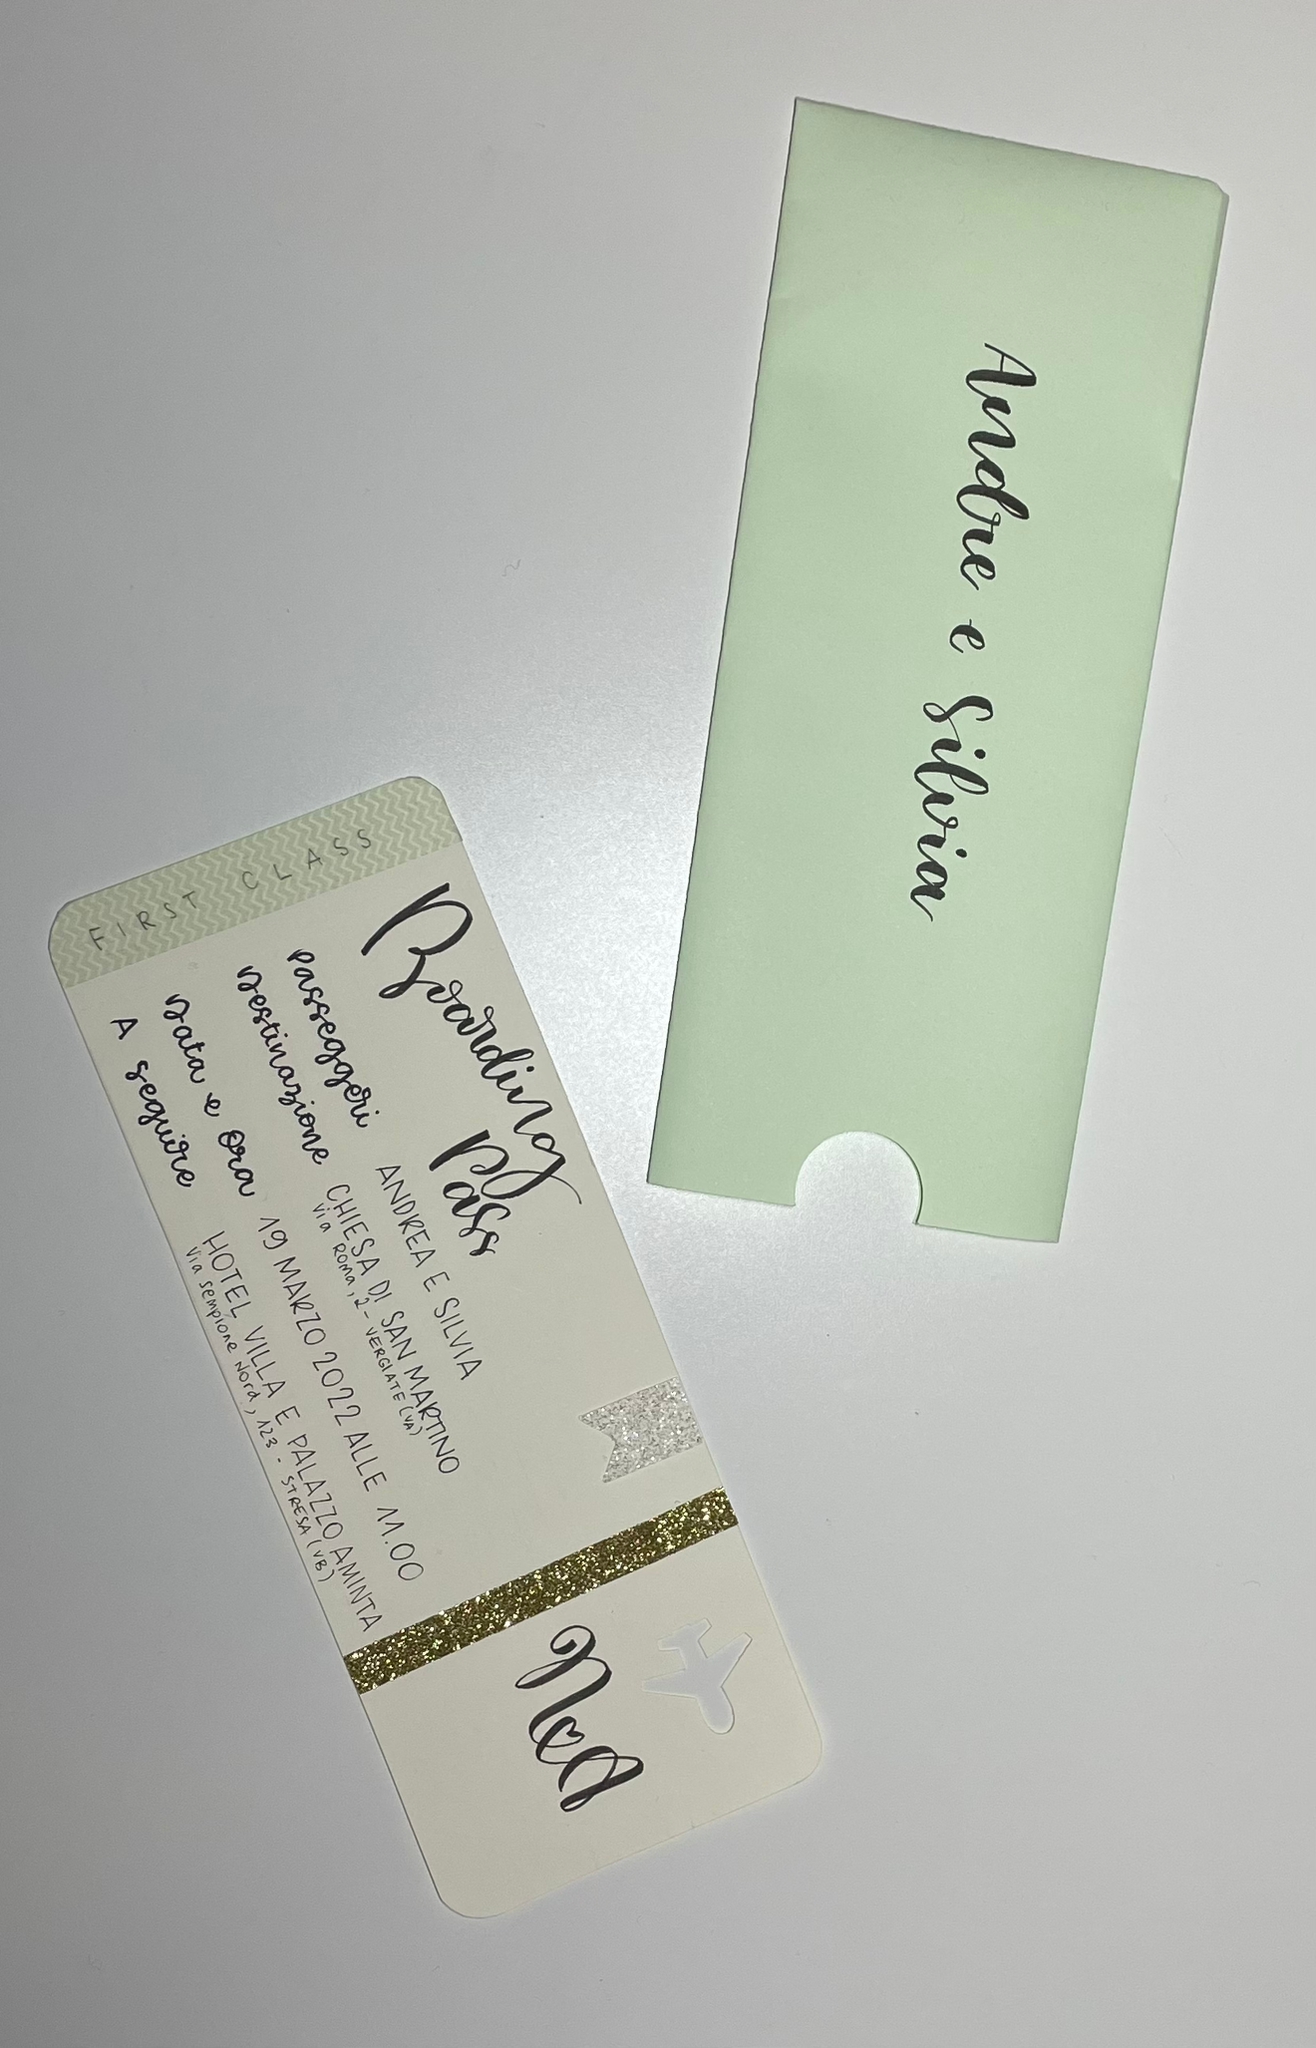 Andre e Silvia
FIRST CLASS
Boarding
Pass
Passeggeri ANDREA E SILVIA
Destinazione CHIESA DI SAN MARTINO
Via Roma, 2 - VERGIATE (VA)
Data e Ora 19 MARZO 2022 ALLE 11.00
A seguire HOTEL VILLA E PALAZZO AMINTA
Via Sempione Nord, 123 - STRESA (VB)